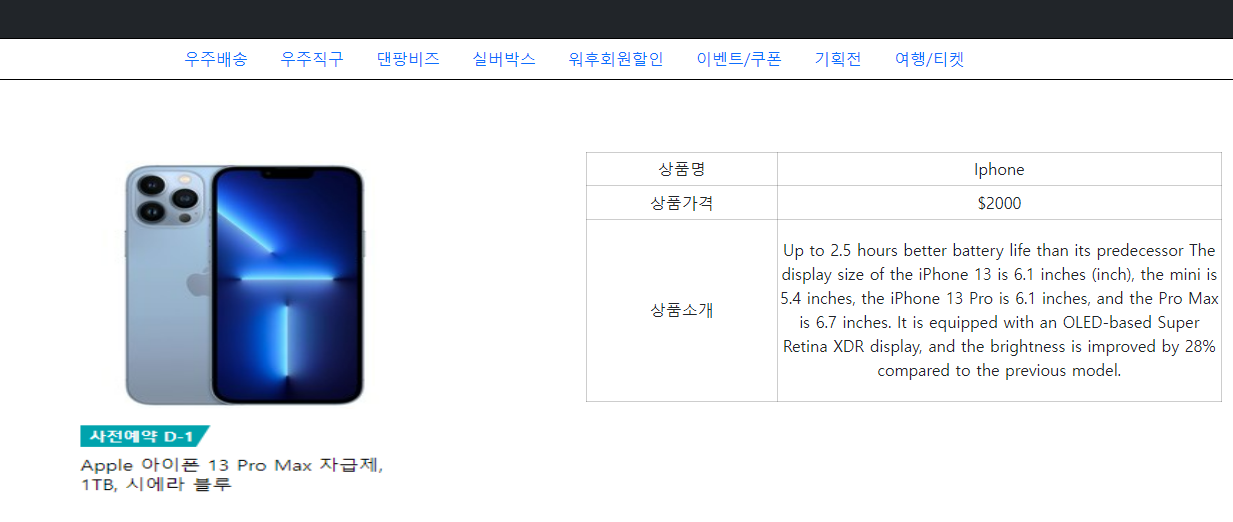 우주배송 우주직구 댄팡비즈 실버박스 워후회원할인 이벤트/쿠폰 기획전 여행/티켓
상품명 Iphone
상품가격 $2000
상품소개
Up to 2.5 hours better battery life than its predecessor The
display size of the iPhone 13 is 6.1 inches (inch), the mini is
5.4 inches, the iPhone 13 Pro is 6.1 inches, and the Pro Max
is 6.7 inches. It is equipped with an OLED-based Super
Retina XDR display, and the brightness is improved by 28%
compared to the previous model.
사전예약 D-1
Apple 아이폰 13 Pro Max 자급제,
1TB, 시에라 블루